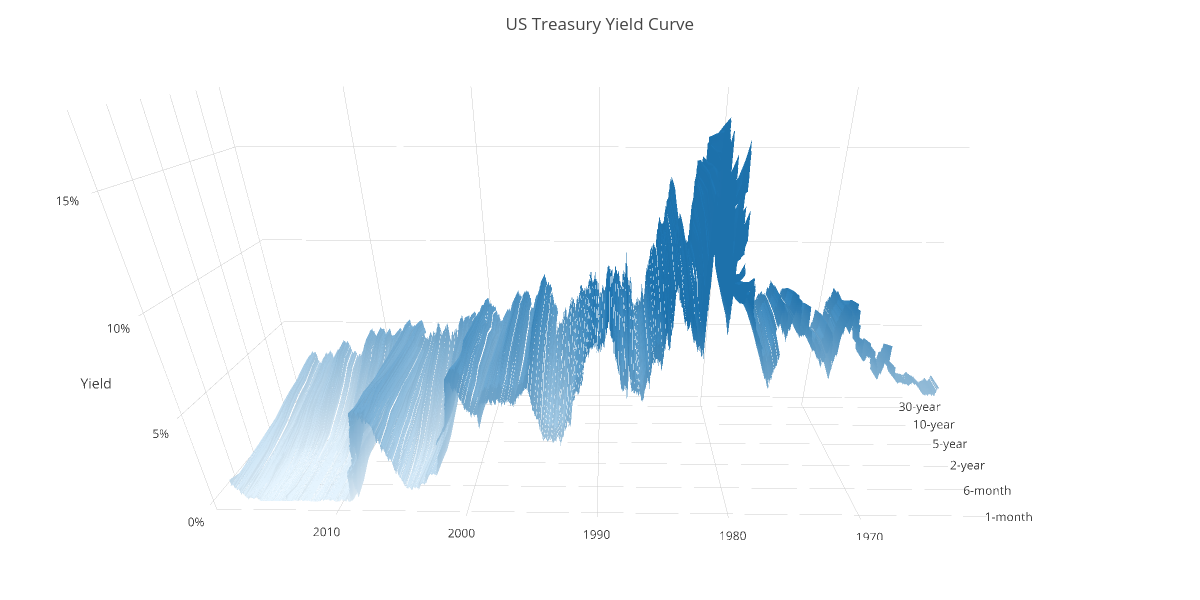 US Treasury Yield Curve
15%
10%
Yield
5%
0%
30-year
10-year
5-year
2-year
6-month
1-month
2010
2000
1990
1980
1970